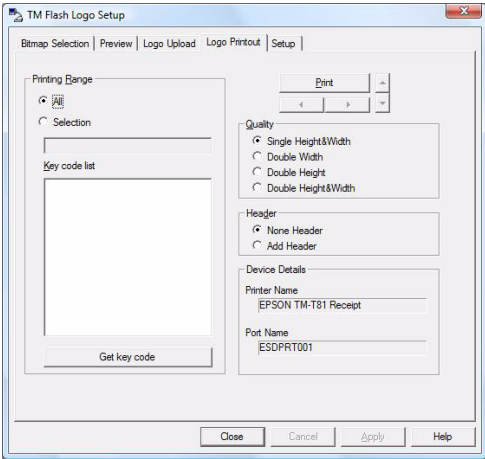 TM Flash Logo Setup
Bitmap Selection Preview Logo Upload Logo Printout Setup
Printing Range
All
Selection
Key code list
Get key code
Print
Quality
Single Height&Width
Double Width
Double Height
Double Height&Width
Header
None Header
Add Header
Device Details
Printer Name
EPSON TM-T81 Receipt
Port Name
ESDPRT001
Close Cancel Apply Help